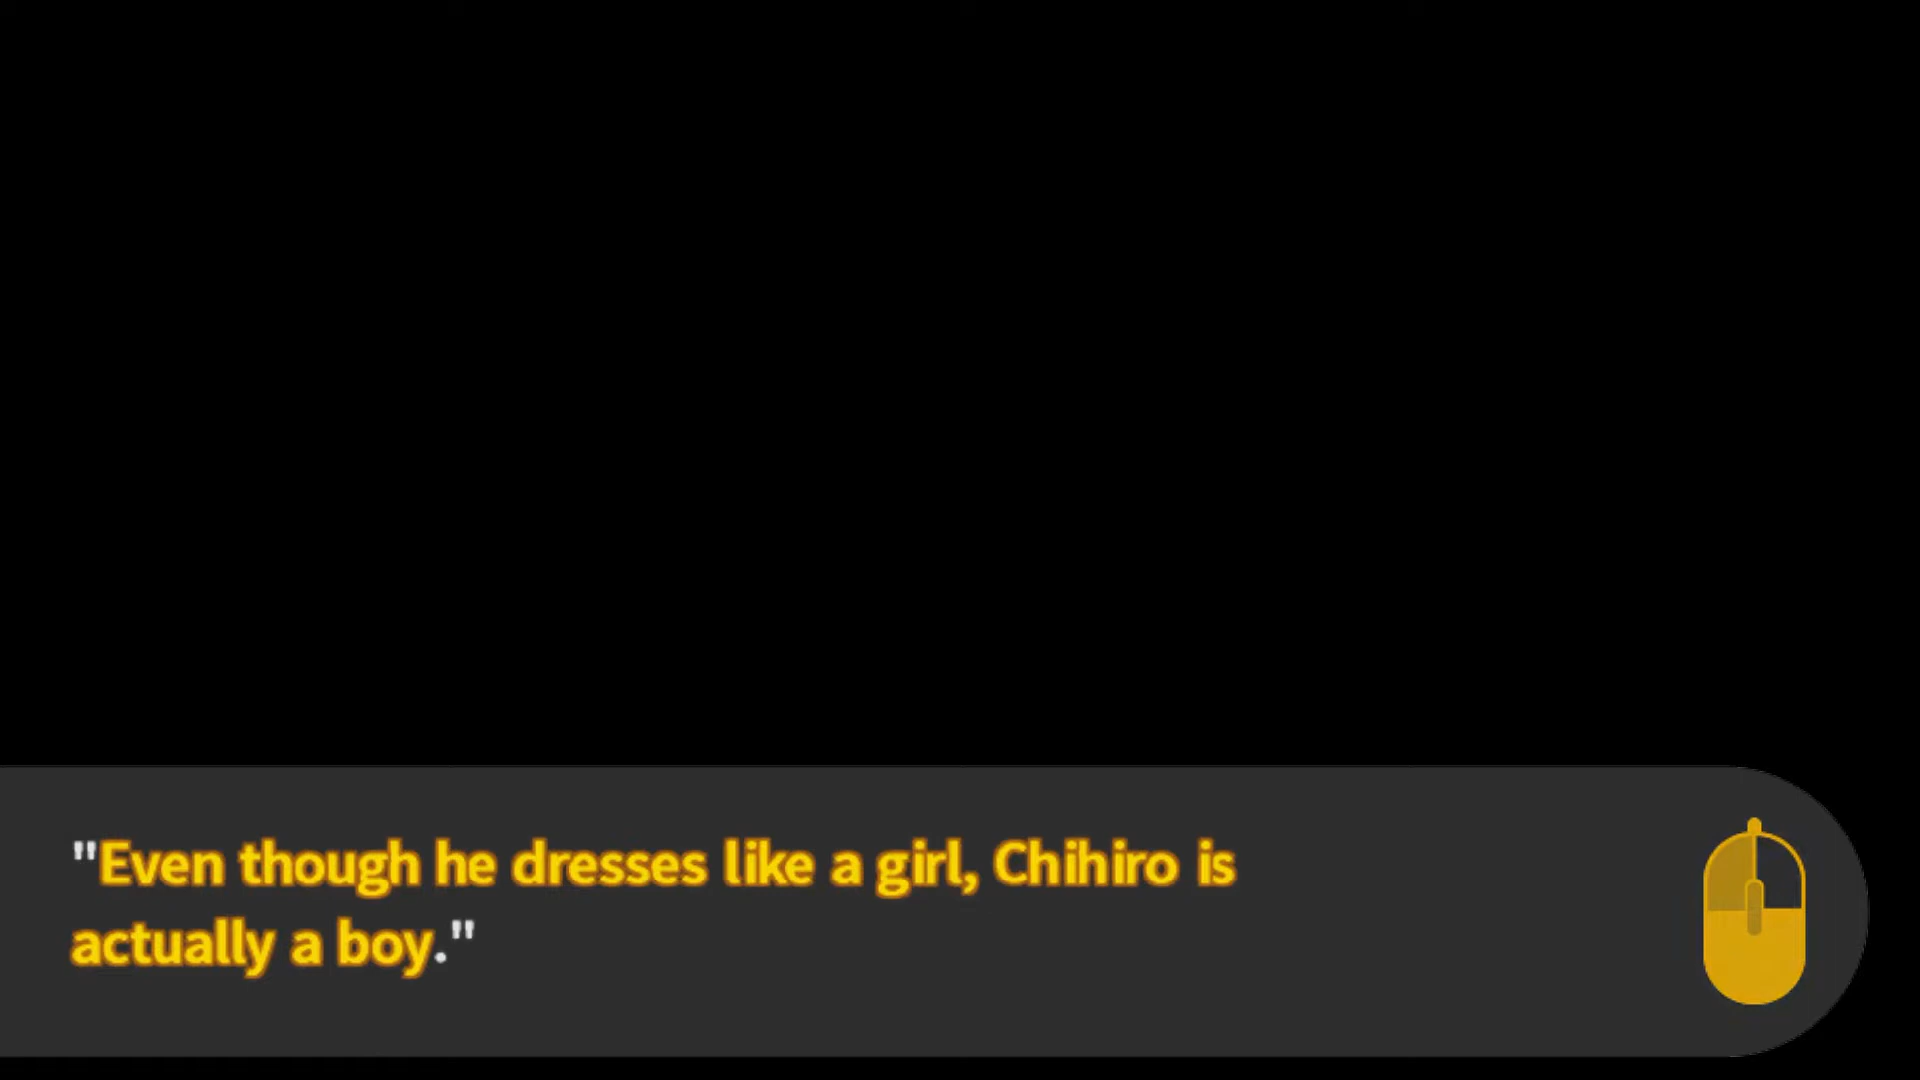 "Even though he dresses like a girl, Chihiro is
actually a boy."